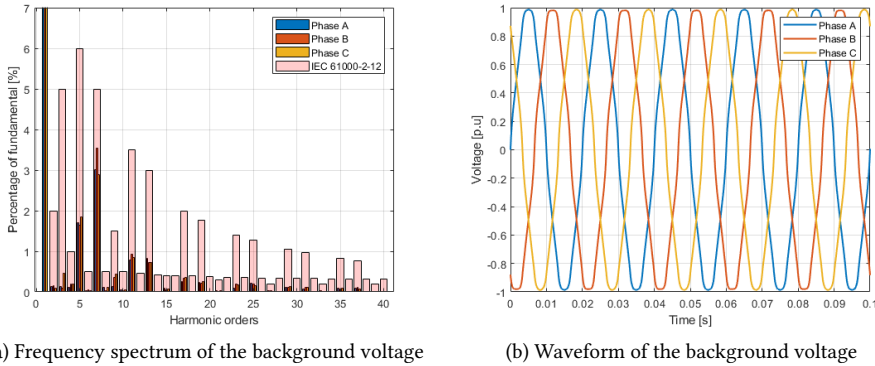 7
6
5
4
3
2
1
0
Percentage of fundamental [%]
0 5 10 15 20 25 30 35 40
Harmonic orders
Phase A
Phase B
Phase C
IEC 61000-2-12
1
0.8
0.6
0.4
0.2
0
-0.2
-0.4
-0.6
-0.8
-1
Voltage [p.u]
0 0.01 0.02 0.03 0.04 0.05 0.06 0.07 0.08 0.09 0.1
Time [s]
Phase A
Phase B
Phase C
) Frequency spectrum of the background voltage
(b) Waveform of the background voltage